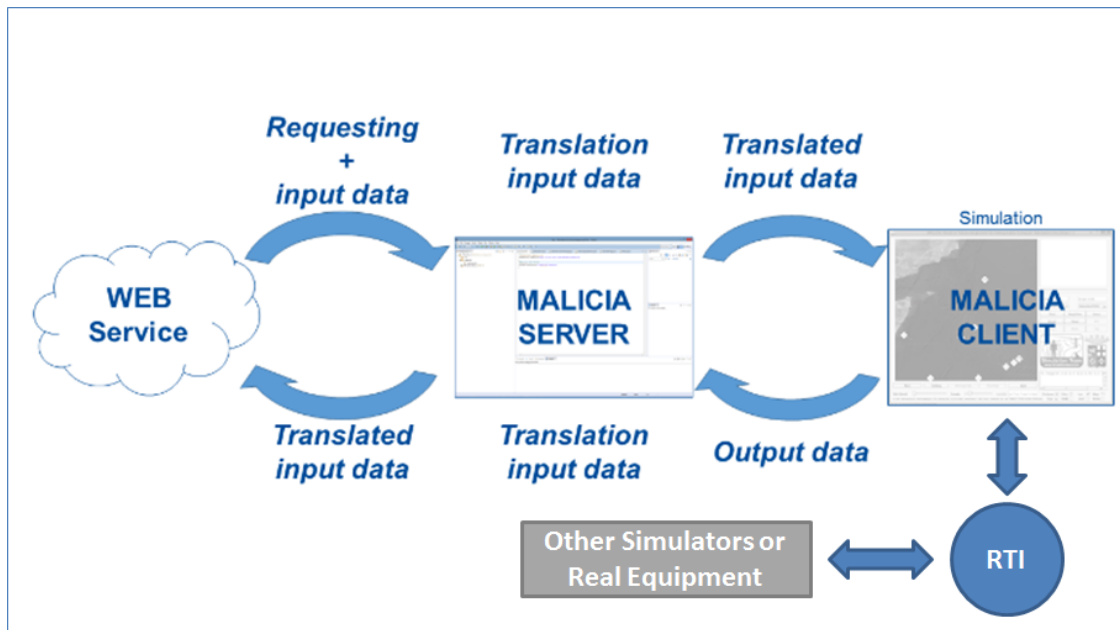 Requesting
+
input data
Translation
input data
Translated
input data
Simulation
WEB
Service
MALICIA
SERVER
MALICIA
CLIENT
Translated
input data
Translation
input data
Output data
Other Simulators or
Real Equipment
RTI